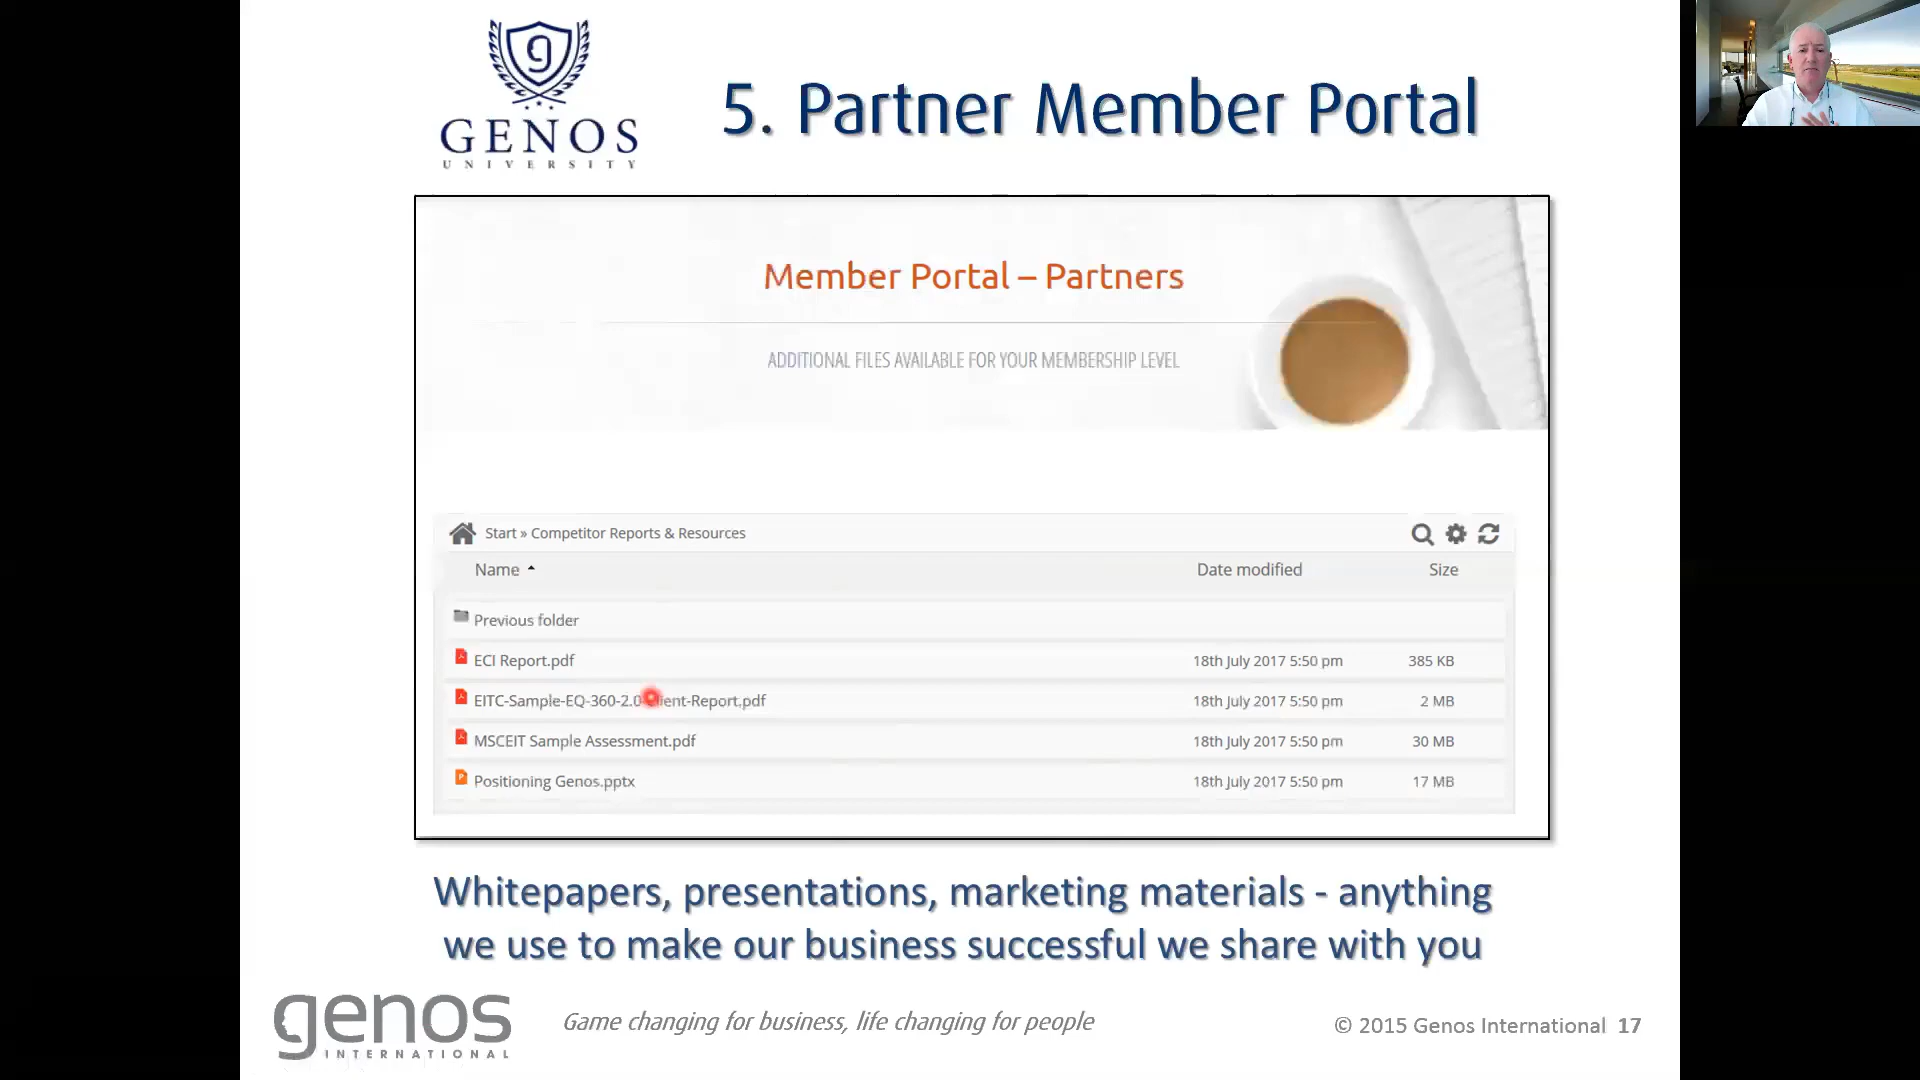 g
GENOS
UNIVERSITY
5. Partner Member Portal
Member Portal – Partners
ADDITIONAL FILES AVAILABLE FOR YOUR MEMBERSHIP LEVEL
Start » Competitor Reports & Resources
Name Date modified Size
Previous folder
ECI Report.pdf 18th July 2017 5:50 pm 385 KB
EITC-Sample-EQ-360-2.0-Client-Report.pdf 18th July 2017 5:50 pm 2 MB
MSCEIT Sample Assessment.pdf 18th July 2017 5:50 pm 30 MB
Positioning Genos.pptx 18th July 2017 5:50 pm 17 MB
Whitepapers, presentations, marketing materials - anything
we use to make our business successful we share with you
genos
INTERNATIONAL
Game changing for business, life changing for people
© 2015 Genos International 17